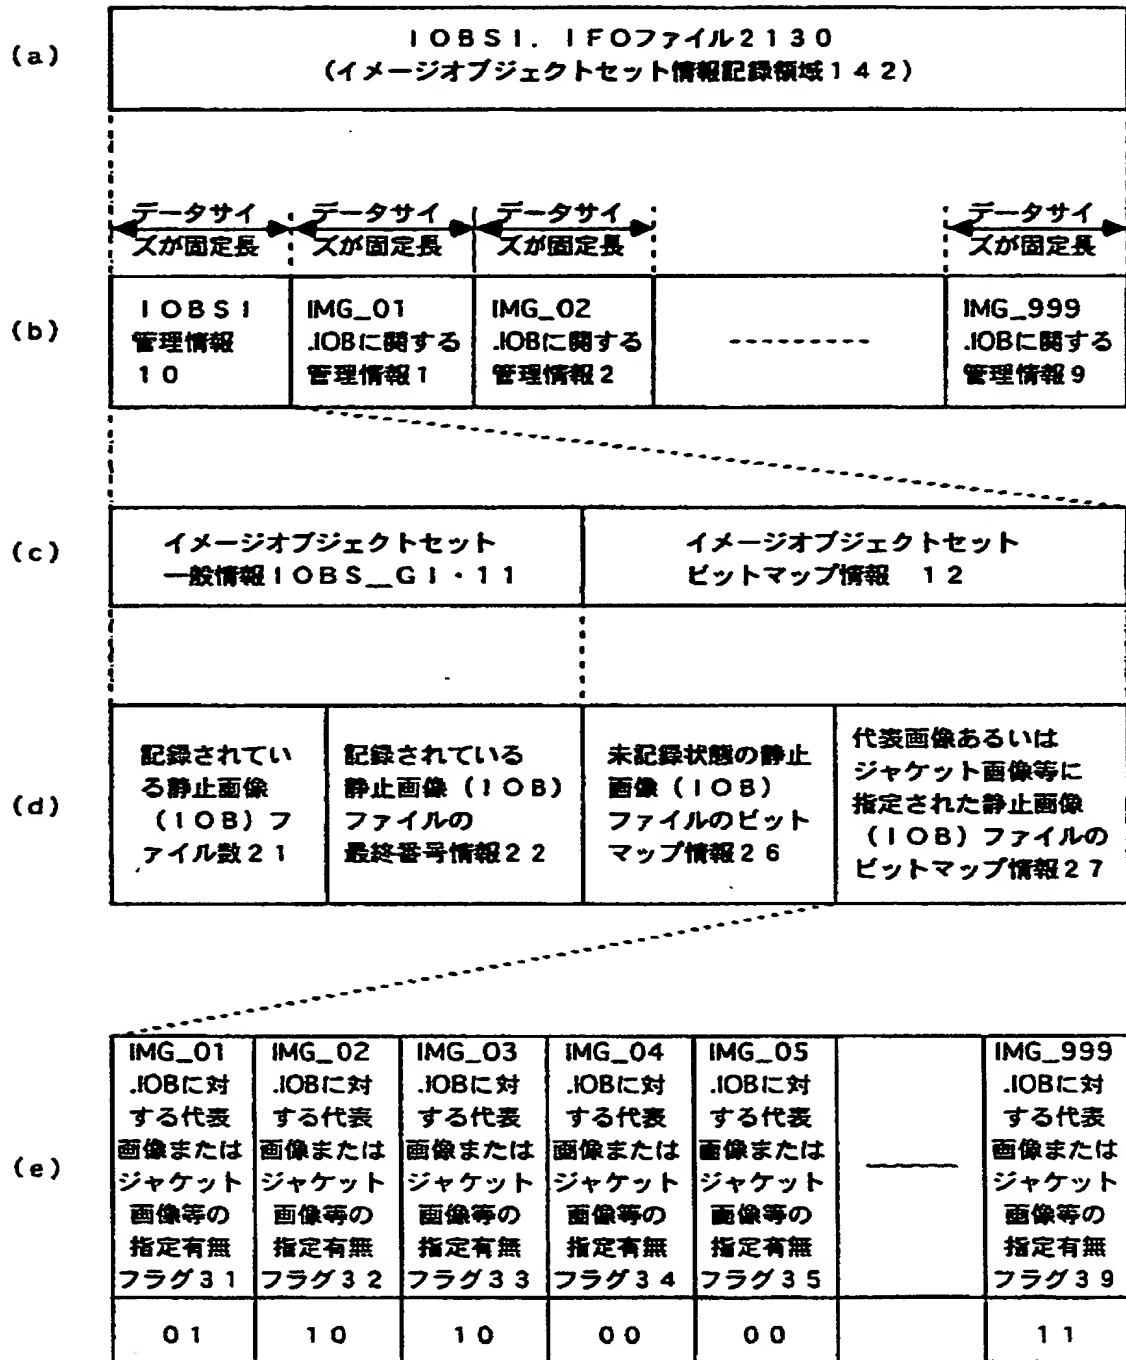 (a)
IOBSI. IFOファイル2130
(イメージオブジェクトセット情報記録領域142)
データサイ
ズが固定長
データサイ
ズが固定長
データサイ
ズが固定長
データサイ
ズが固定長
(b)
IOBSI
管理情報
10
IMG_01
.IOBに関する
管理情報1
IMG_02
.IOBに関する
管理情報2
IMG_999
.IOBに関する
管理情報9
(c)
イメージオブジェクトセット
一般情報IOBS_GI・11
イメージオブジェクトセット
ビットマップ情報 12
(d)
記録されてい
る静止画像
(IOB)フ
ァイル数21
記録されている
静止画像(IOB)
ファイルの
最終番号情報22
未記録状態の静止
画像(IOB)
ファイルのビット
マップ情報26
代表画像あるいは
ジャケット画像等に
指定された静止画像
(IOB)ファイルの
ビットマップ情報27
(e)
IMG_01
.IOBに対
する代表
画像または
ジャケット
画像等の
指定有無
フラグ31
IMG_02
.IOBに対
する代表
画像または
ジャケット
画像等の
指定有無
フラグ32
IMG_03
.IOBに対
する代表
画像または
ジャケット
画像等の
指定有無
フラグ33
IMG_04
.IOBに対
する代表
画像または
ジャケット
画像等の
指定有無
フラグ34
IMG_05
.IOBに対
する代表
画像または
ジャケット
画像等の
指定有無
フラグ35
IMG_999
.IOBに対
する代表
画像または
ジャケット
画像等の
指定有無
フラグ39
01
10
10
00
00
11